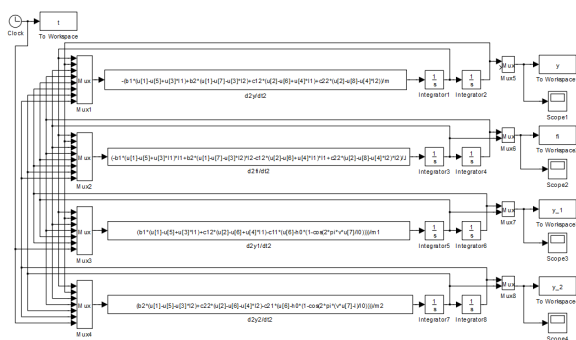 Clock
t
To Workspace
Mux1
-(b1*(u[1]-u[5]+u[3]*l1)+b2*(u[1]-u[7]-u[3]*l2)+c12*(u[2]-u[6]+u[4]*l1)+c22*(u[2]-u[8]-u[4]*l2))/m
d2y/dt2
1
s
Integrator1
1
s
Integrator2
Mux
Mux5
y
To Workspace
Scope1
Mux
Mux2
(-b1*(u[1]-u[5]+u[3]*l1)*l1+b2*(u[1]-u[7]-u[3]*l2)*l2-c12*(u[2]-u[6]+u[4]*l1)*l1+c22*(u[2]-u[8]-u[4]*l2)*l2)/J
d2fi/dt2
1
s
Integrator3
1
s
Integrator4
Mux
Mux6
fi
To Workspace
Scope2
Mux
Mux3
(b1*(u[1]-u[5]+u[3]*l1)+c12*(u[2]-u[6]+u[4]*l1)-c11*(u[6]-h0*(1-cos(2*pi*v*u[7]/l0))))/m1
d2y1/dt2
1
s
Integrator5
1
s
Integrator6
Mux
Mux7
y_1
To Workspace
Scope3
Mux
Mux4
(b2*(u[1]-u[5]-u[3]*l2)+c22*(u[2]-u[6]-u[4]*l2)-c21*(u[6]-h0*(1-cos(2*pi*(v*u[7]-l)/l0))))/m2
d2y2/dt2
1
s
Integrator7
1
s
Integrator8
Mux
Mux8
y_2
To Workspace
Scope4